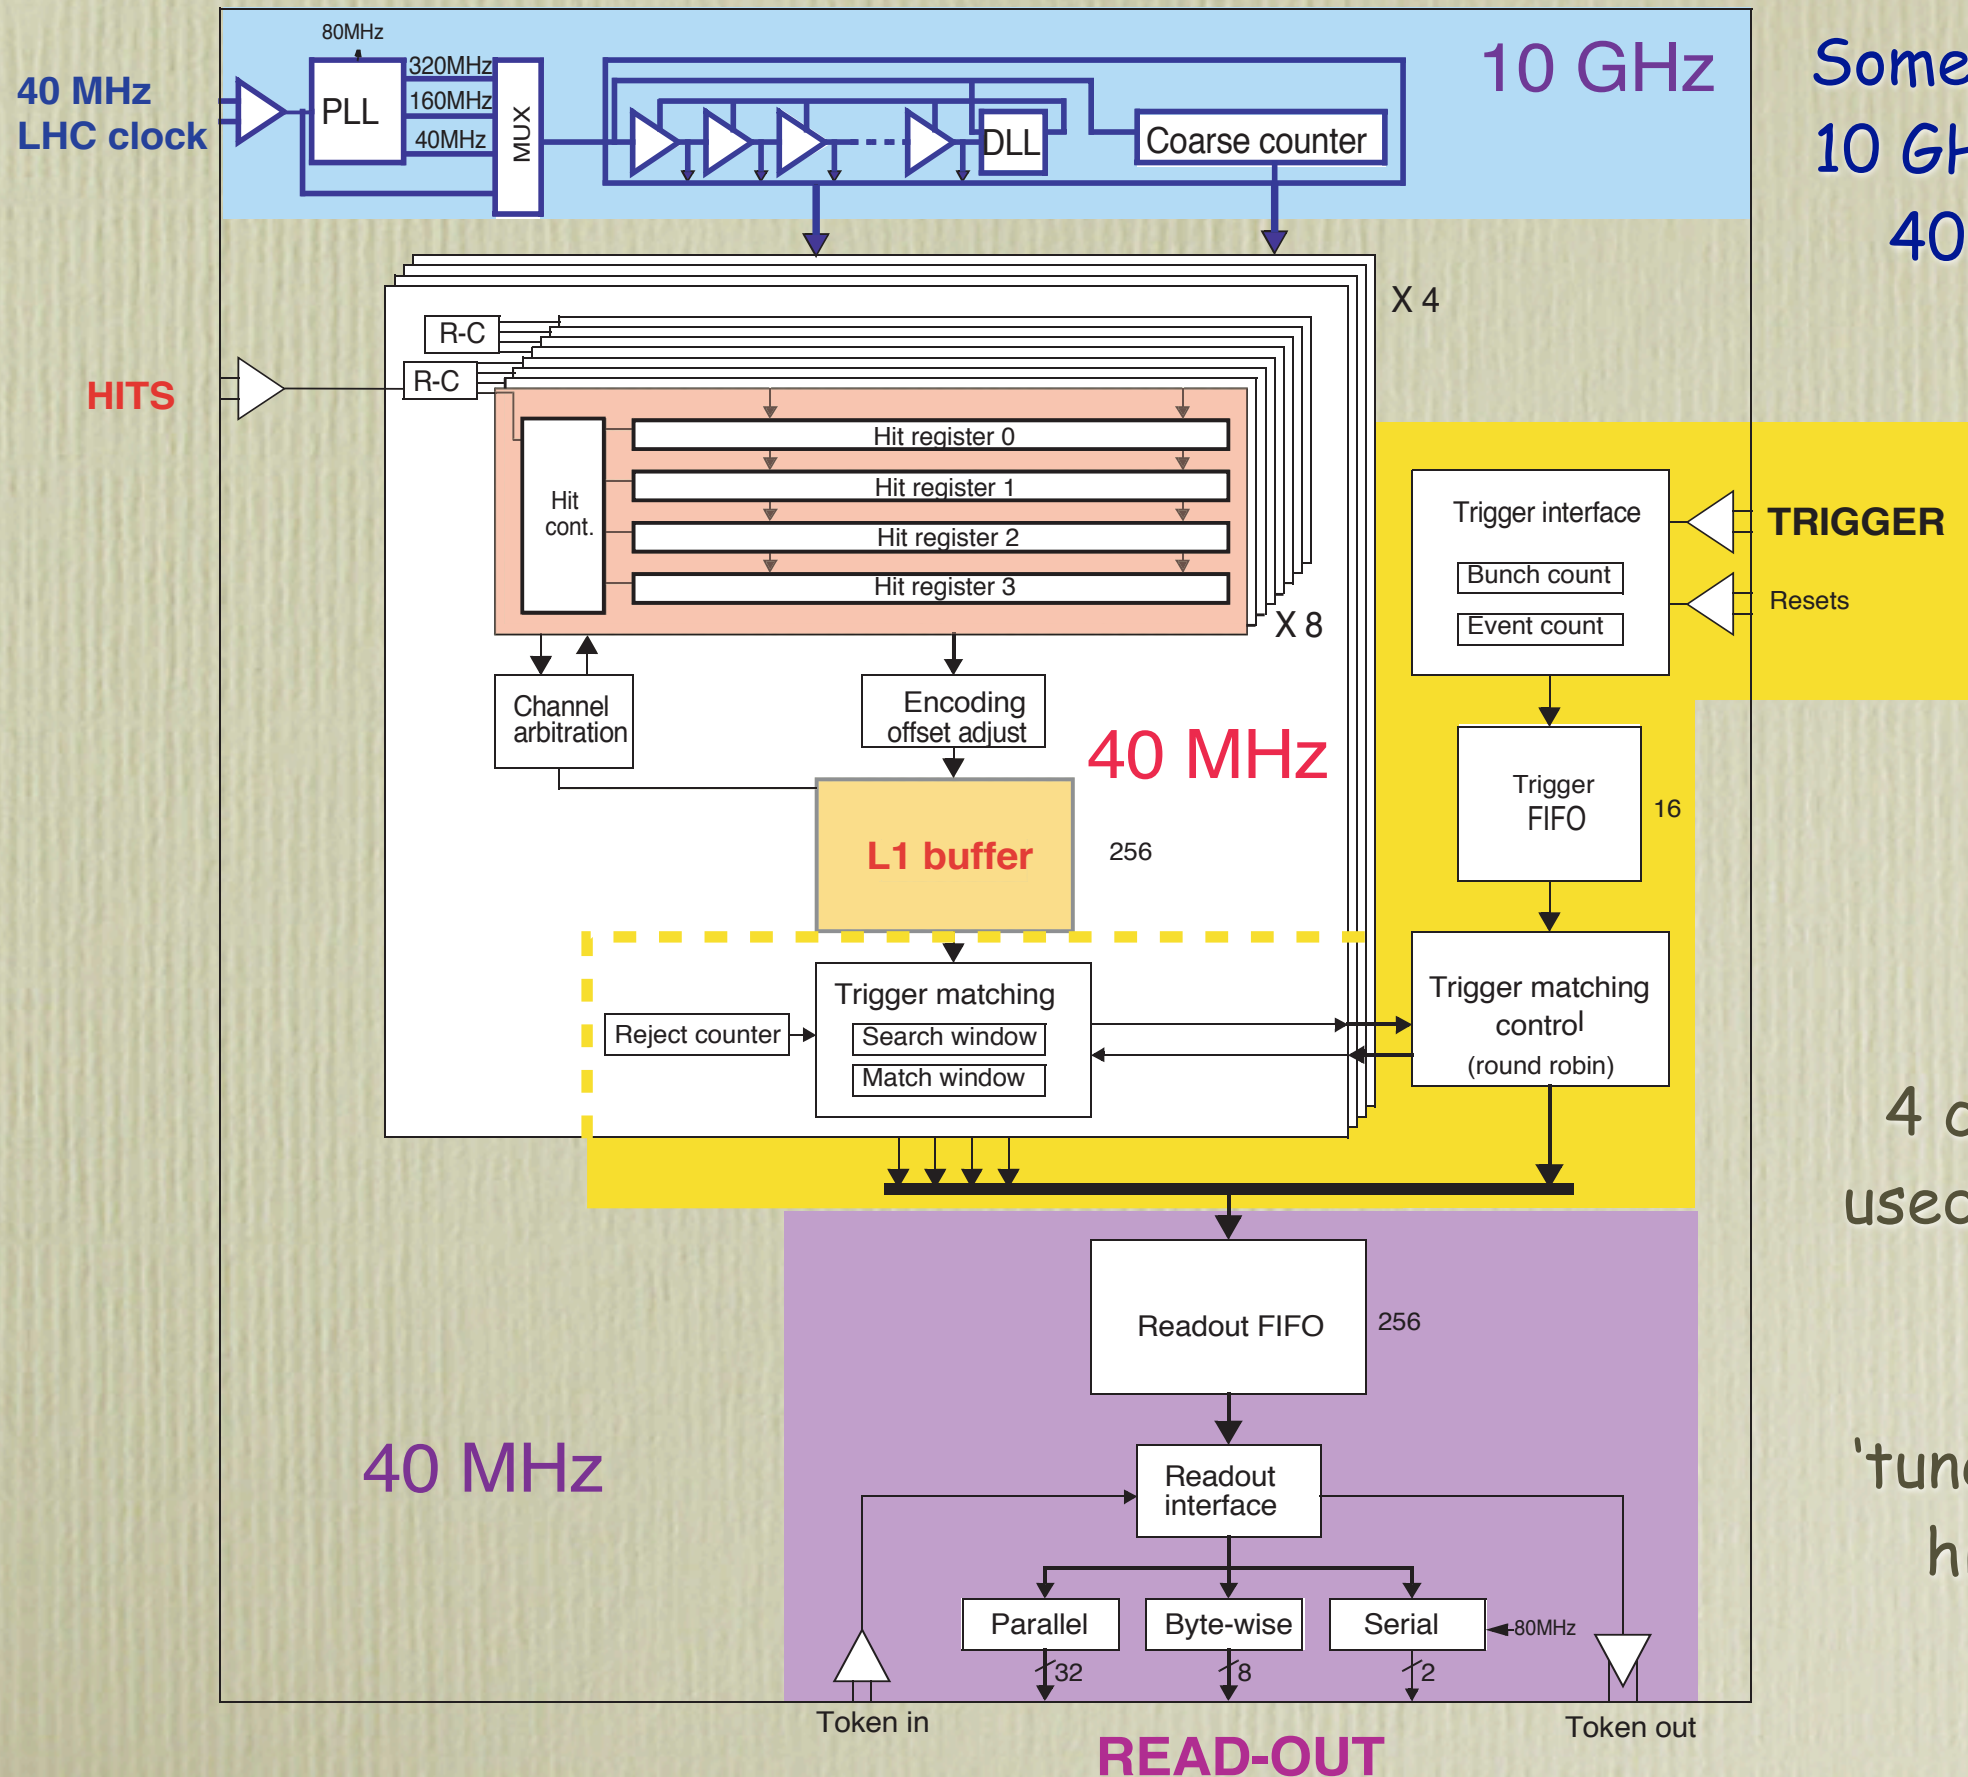 80MHz
40 MHz
LHC clock
PLL
320MHz
160MHz
40MHz
MUX
DLL
Coarse counter
10 GHz
Some
10 GH
40
X 4
R-C
R-C
HITS
Hit
cont.
Hit register 0
Hit register 1
Hit register 2
Hit register 3
X 8
Trigger interface
Bunch count
Event count
TRIGGER
Resets
Channel
arbitration
Encoding
offset adjust
40 MHz
L1 buffer
256
Trigger
FIFO
16
Reject counter
Trigger matching
Search window
Match window
Trigger matching
control
(round robin)
4
used
Readout FIFO
256
40 MHz
Readout
interface
'tun
h
Parallel
Byte-wise
Serial
80MHz
32
8
2
Token in
Token out
READ-OUT